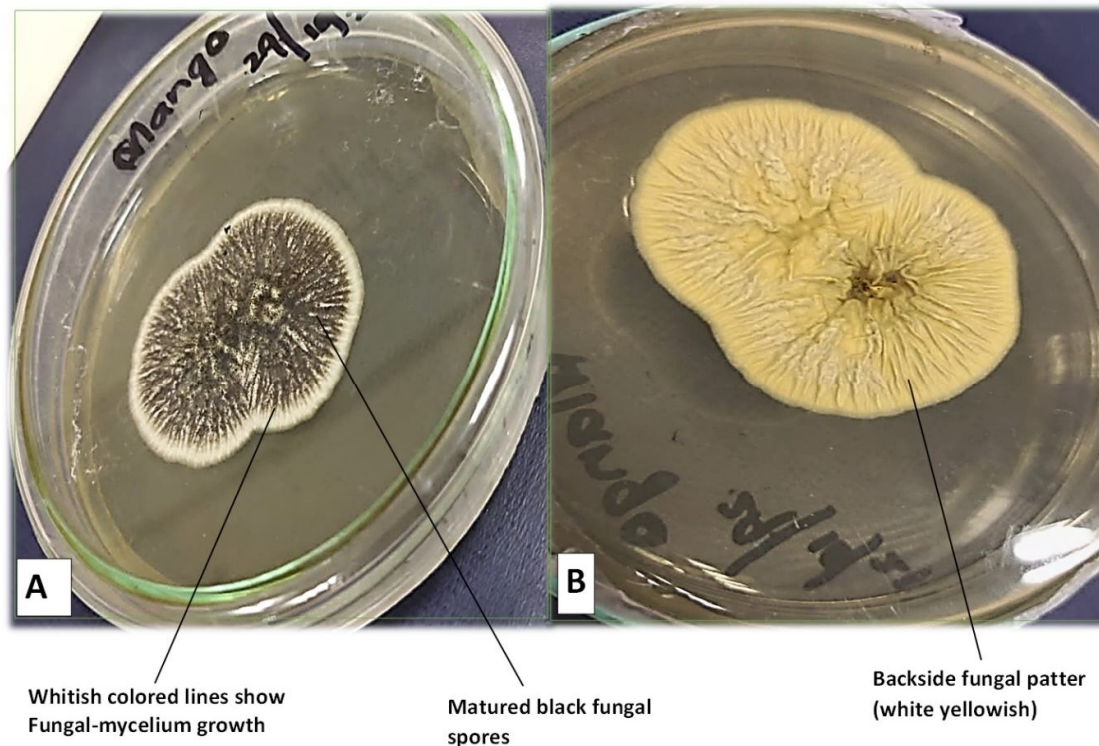 Mango
A
B
Whitish colored lines show
Fungal-mycelium growth
Matured black fungal
spores
Backside fungal patter
(white yellowish)